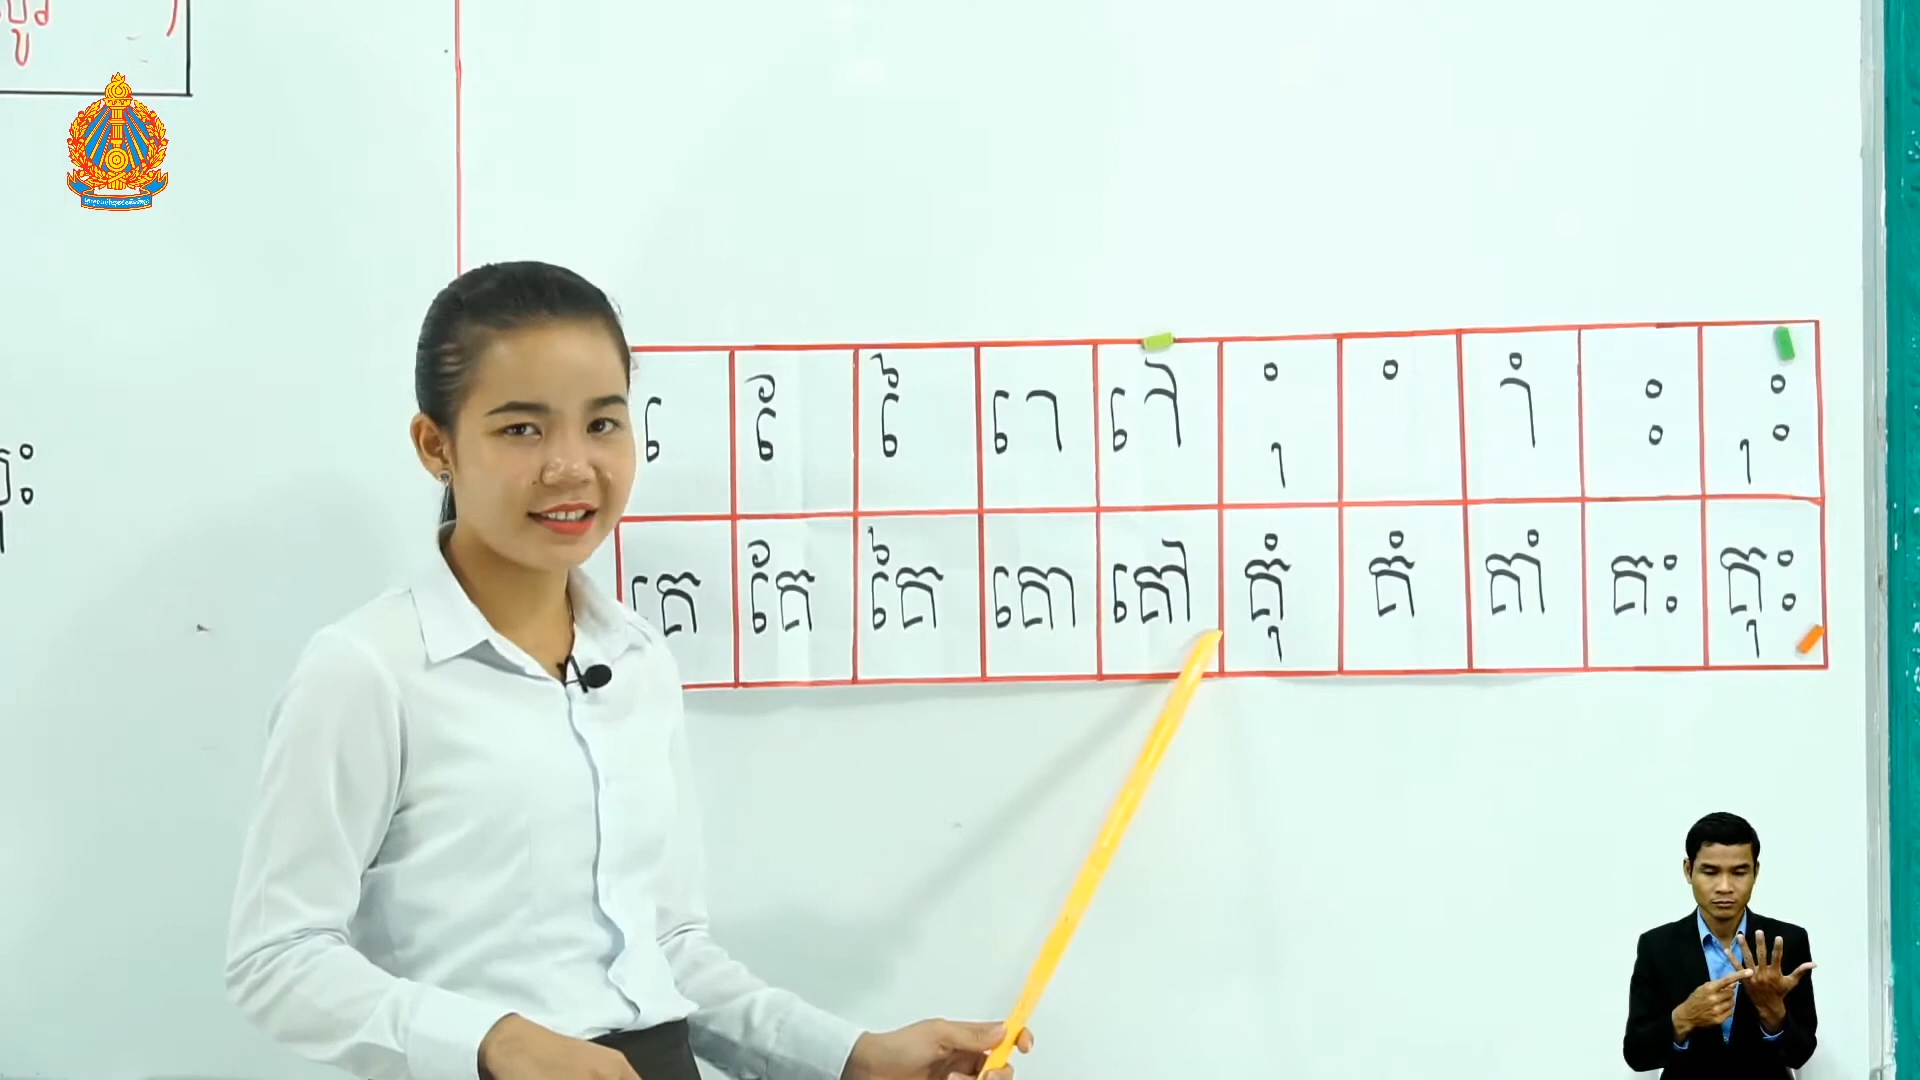 េ ែ ៃ ោ ៅ ុំ ំ ាំ ះ ុះ
គេ គែ គៃ គោ គៅ គុំ គំ គាំ គះ គុះ